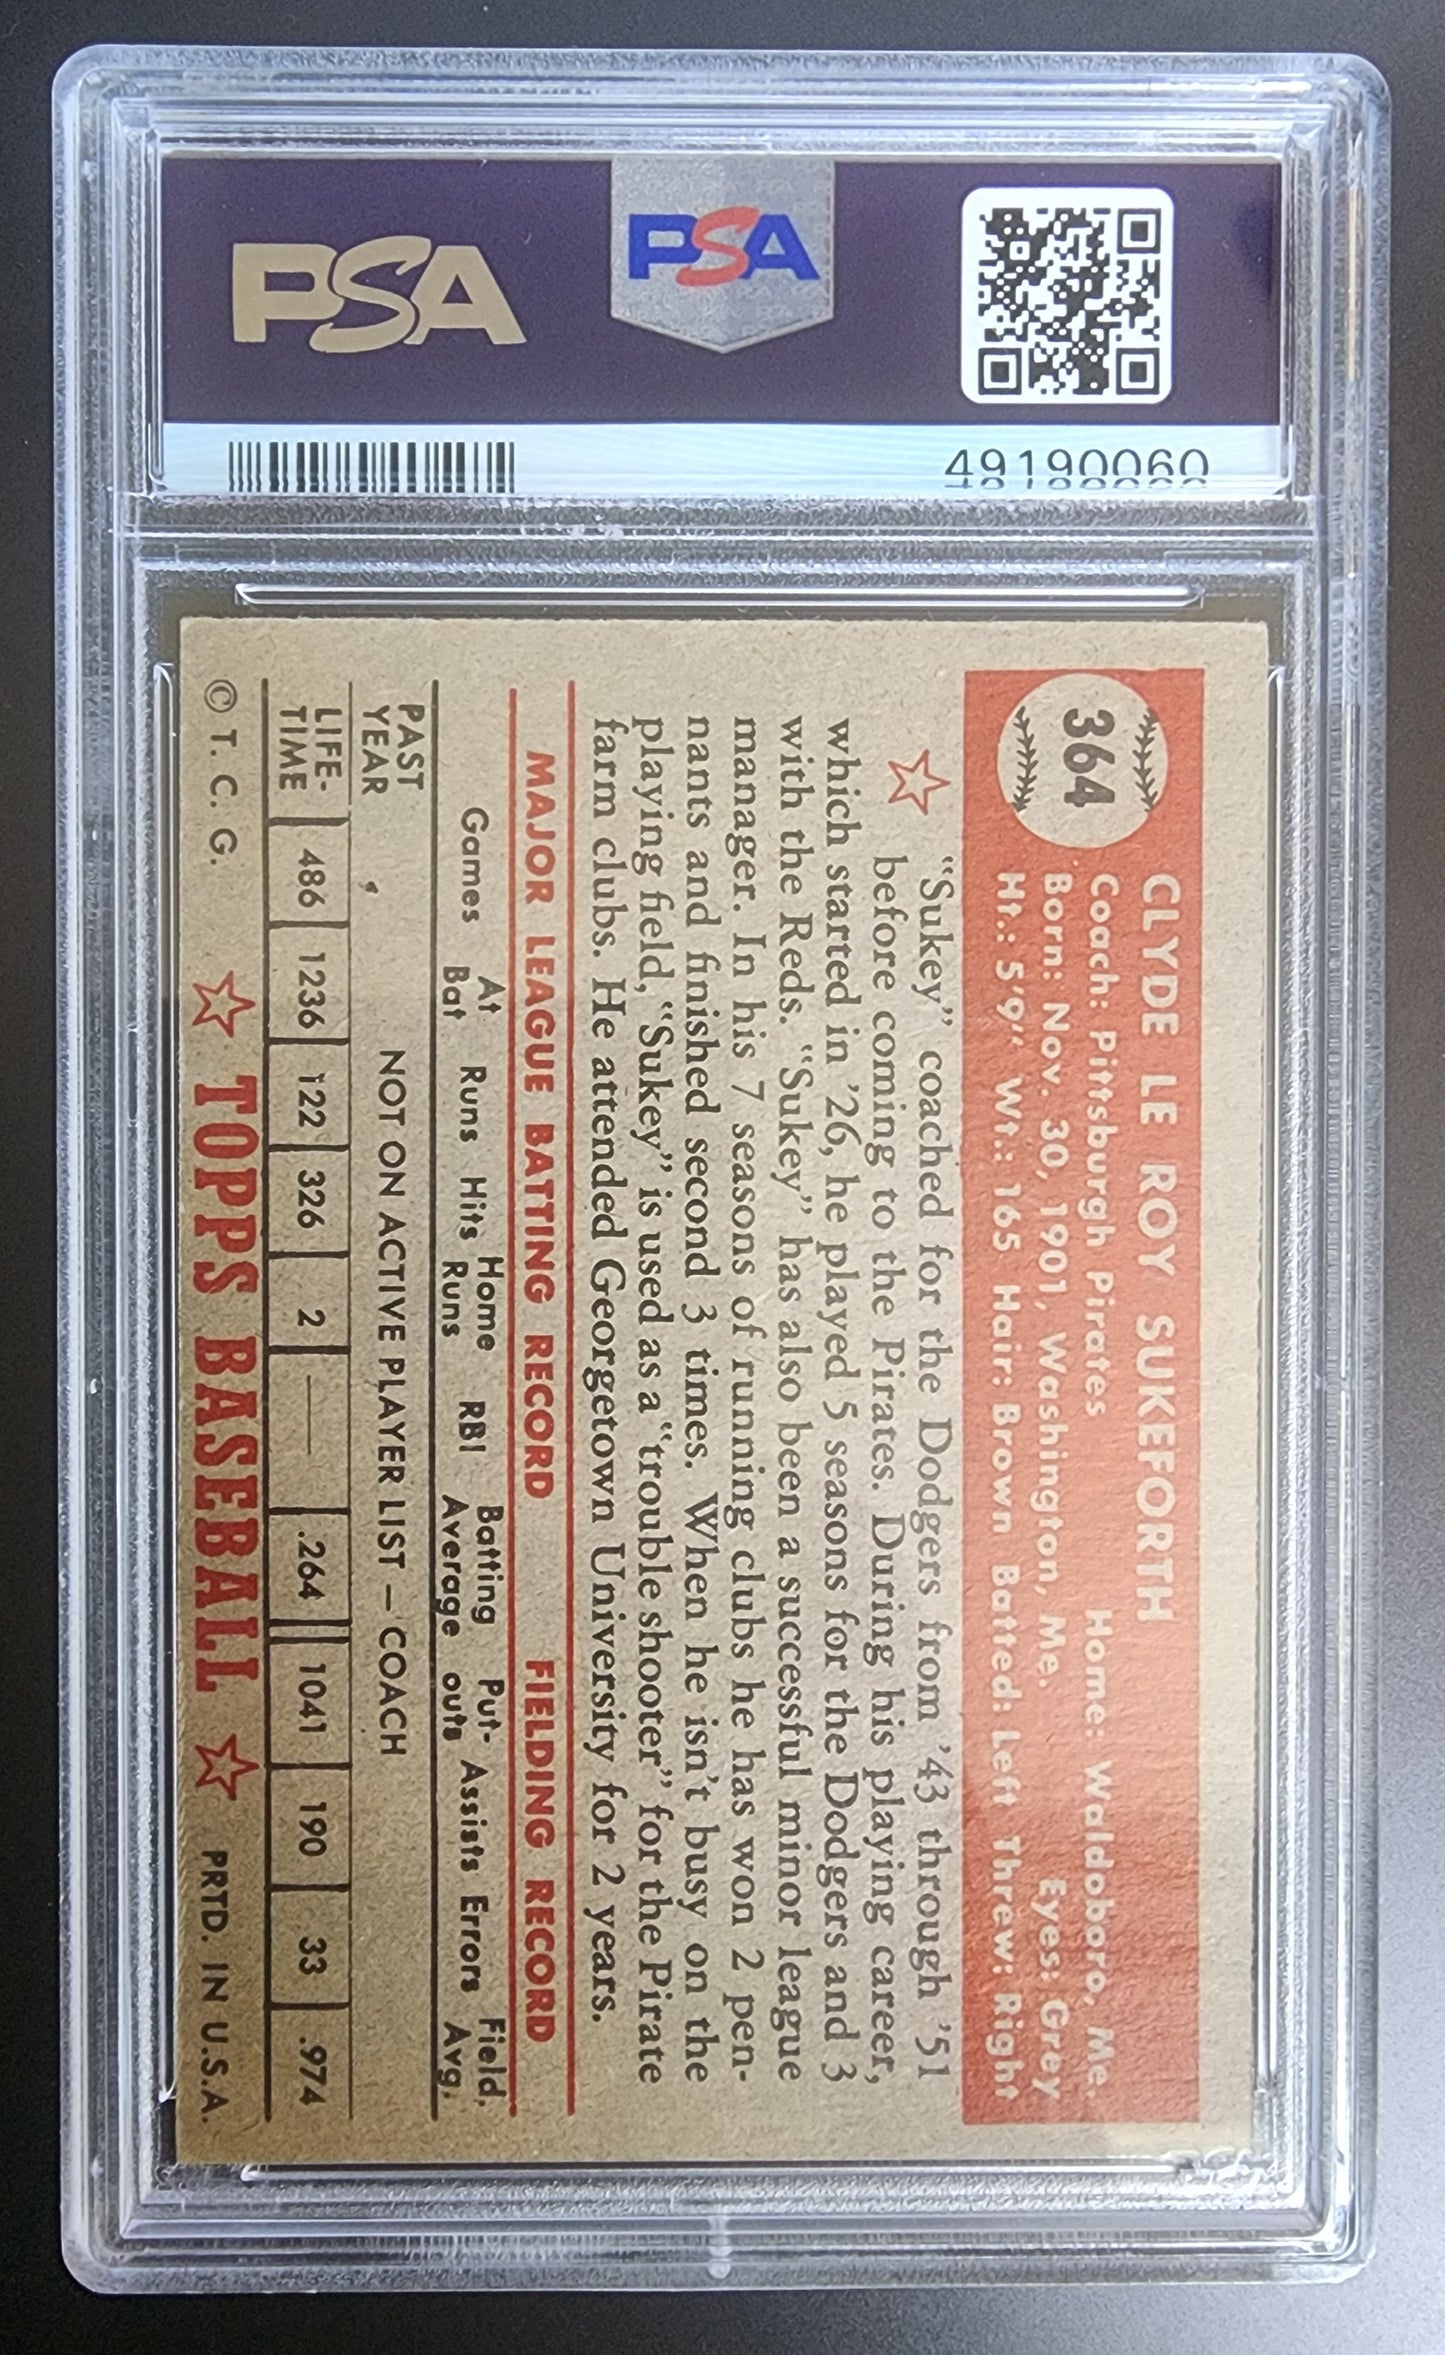 PSA
PSA
49190060
364
CLYDE LE ROY SUKEFORTH
Coach: Pittsburgh Pirates Home: Waldoboro, Me.
Born: Nov. 30, 1901, Washington, Me. Eyes: Grey
Ht.: 5'9" Wt.: 165 Hair: Brown Batted: Left Threw: Right
"Sukey" coached for the Dodgers from '43 through '51
before coming to the Pirates. During his playing career,
which started in '26, he played 5 seasons for the Dodgers and 3
with the Reds. "Sukey" has also been a successful minor league
manager. In his 7 seasons of running clubs he has won 2 pen-
nants and finished second 3 times. When he isn't busy on the
playing field, "Sukey" is used as a "trouble shooter" for the Pirate
farm clubs. He attended Georgetown University for 2 years.
MAJOR LEAGUE BATTING RECORD FIELDING RECORD
Games At Bat Runs Hits Home Runs RBI Batting Average Put-outs Assists Errors Field. Avg.
PAST YEAR NOT ON ACTIVE PLAYER LIST – COACH
LIFE-TIME 486 1236 122 326 2 — .264 1041 190 33 .974
© T. C. G. TOPPS BASEBALL PRTD. IN U.S.A.